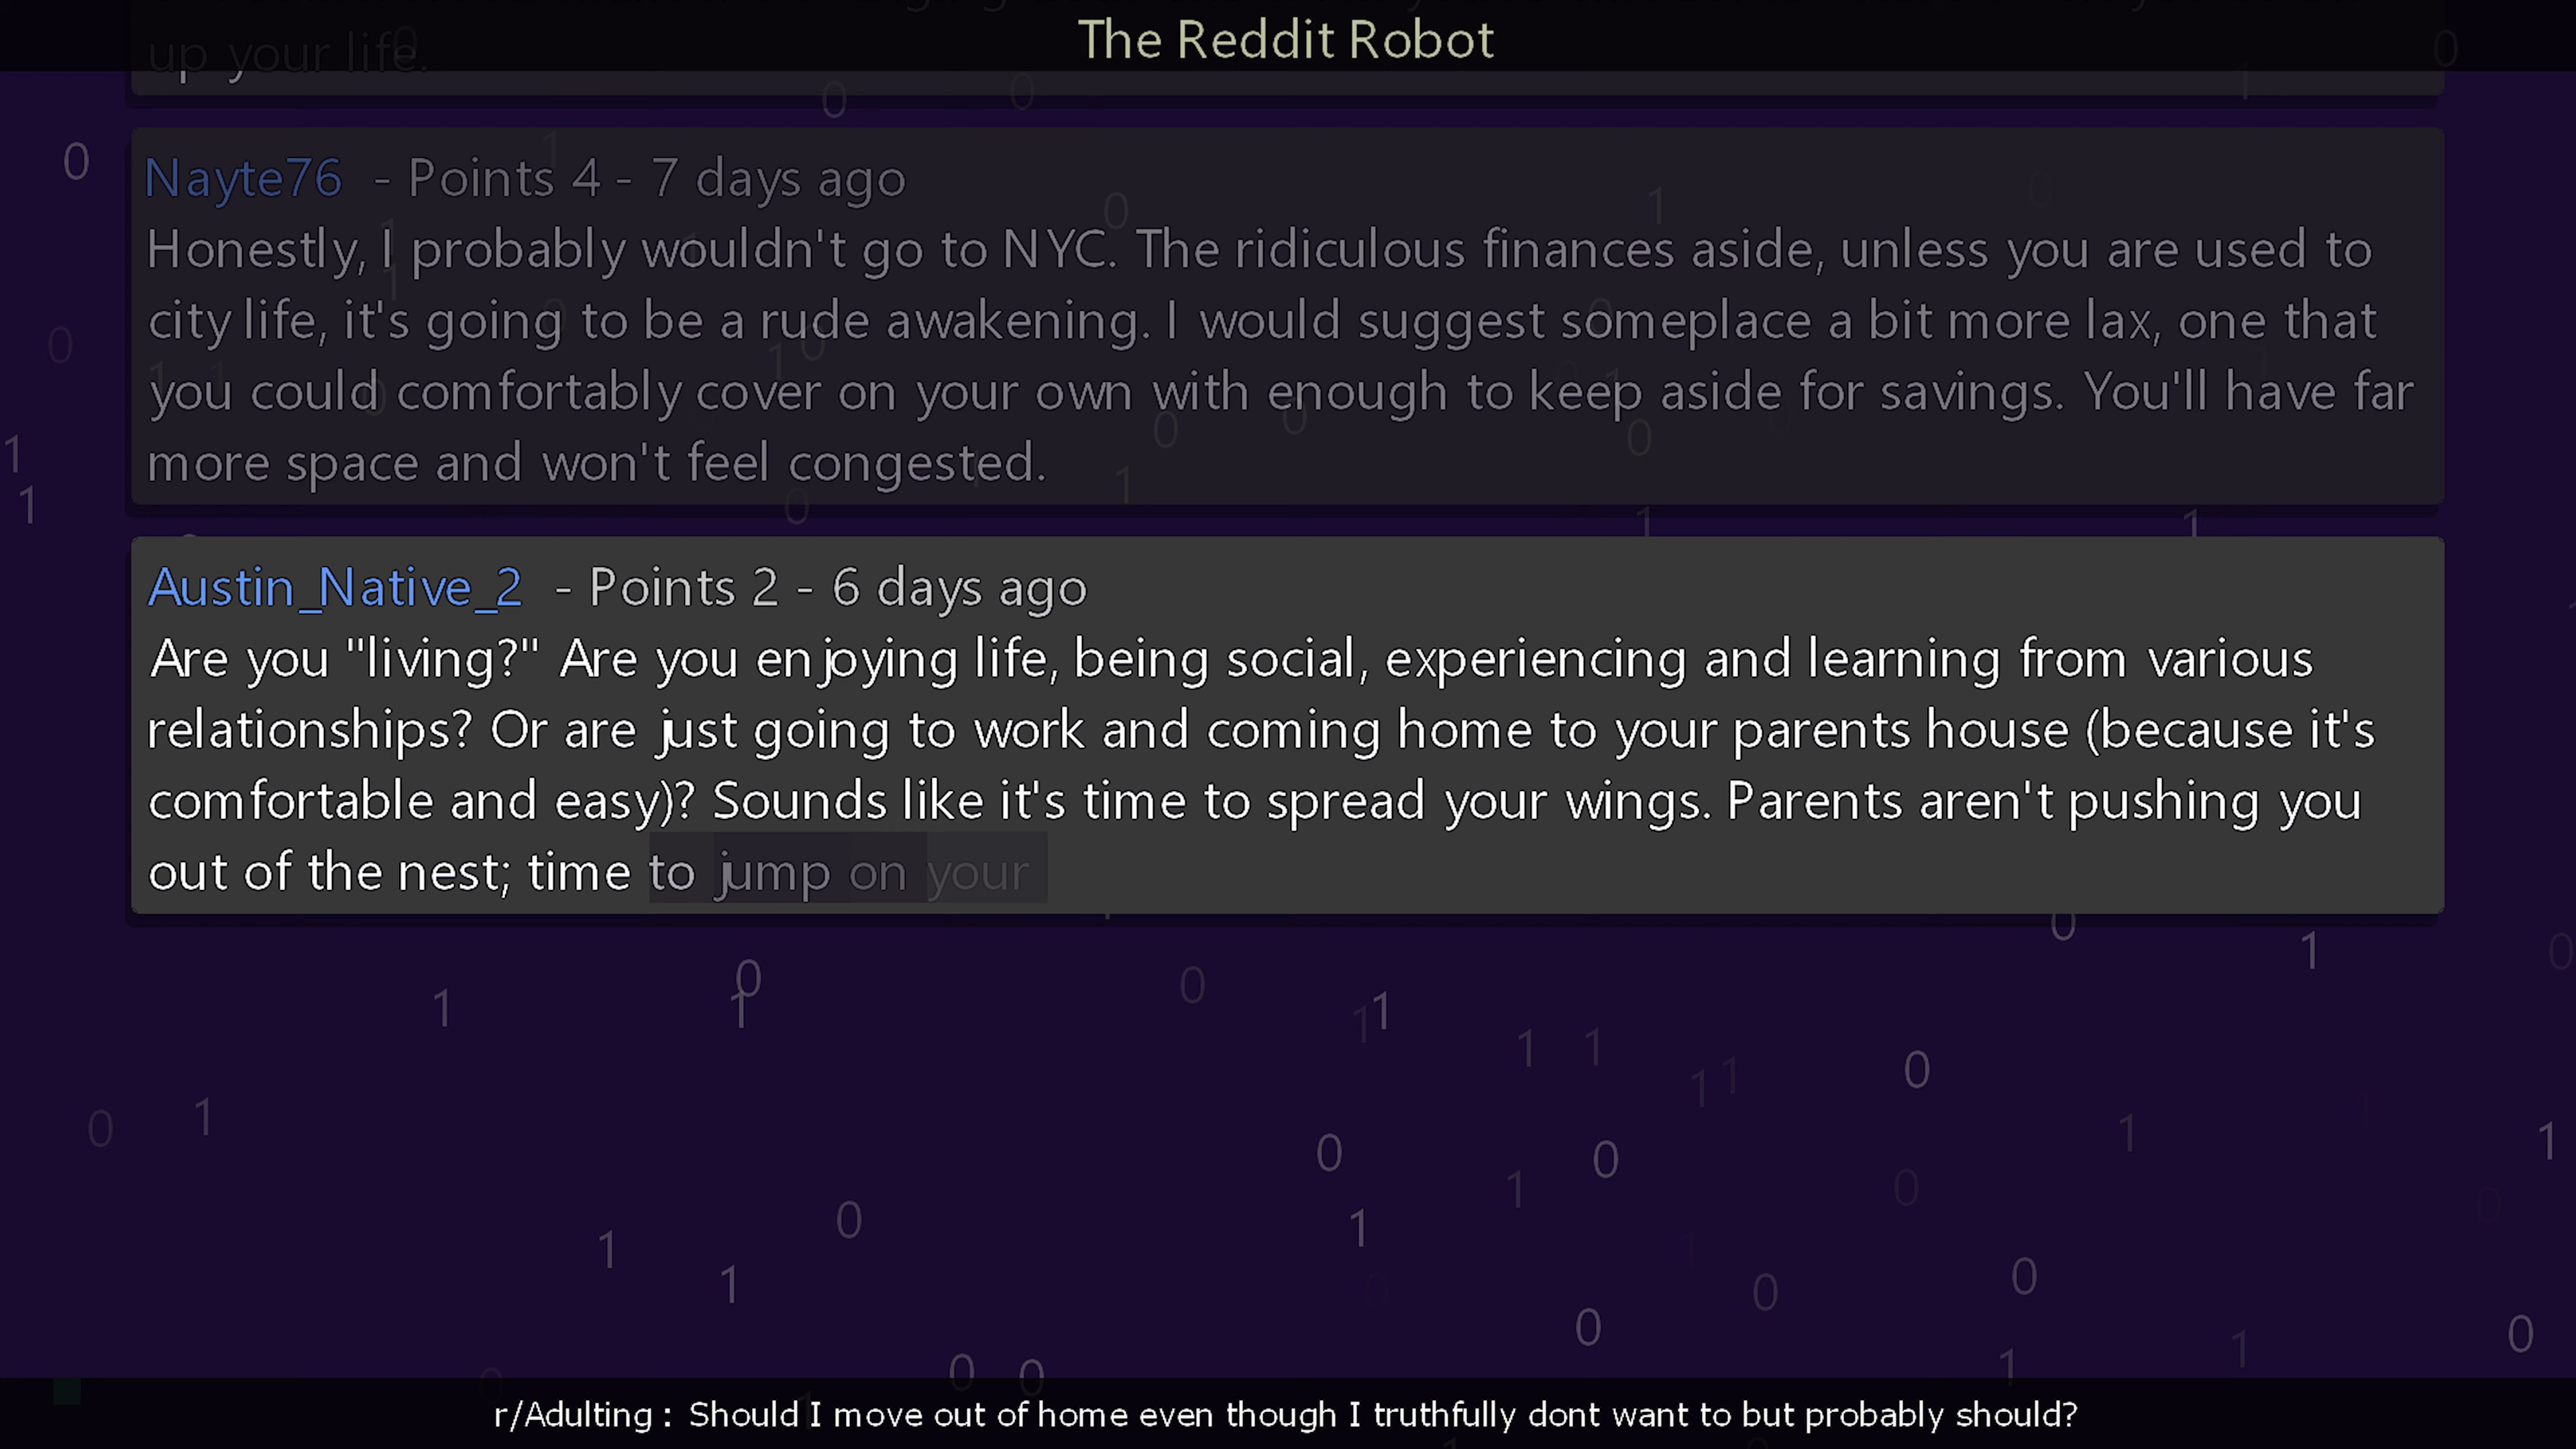 The Reddit Robot
up your life.
Nayte76 - Points 4 - 7 days ago
Honestly, I probably wouldn't go to NYC. The ridiculous finances aside, unless you are used to
city life, it's going to be a rude awakening. I would suggest someplace a bit more lax, one that
you could comfortably cover on your own with enough to keep aside for savings. You'll have far
more space and won't feel congested.
Austin_Native_2 - Points 2 - 6 days ago
Are you "living?" Are you enjoying life, being social, experiencing and learning from various
relationships? Or are just going to work and coming home to your parents house (because it's
comfortable and easy)? Sounds like it's time to spread your wings. Parents aren't pushing you
out of the nest; time to jump on your
r/Adulting : Should I move out of home even though I truthfully dont want to but probably should?